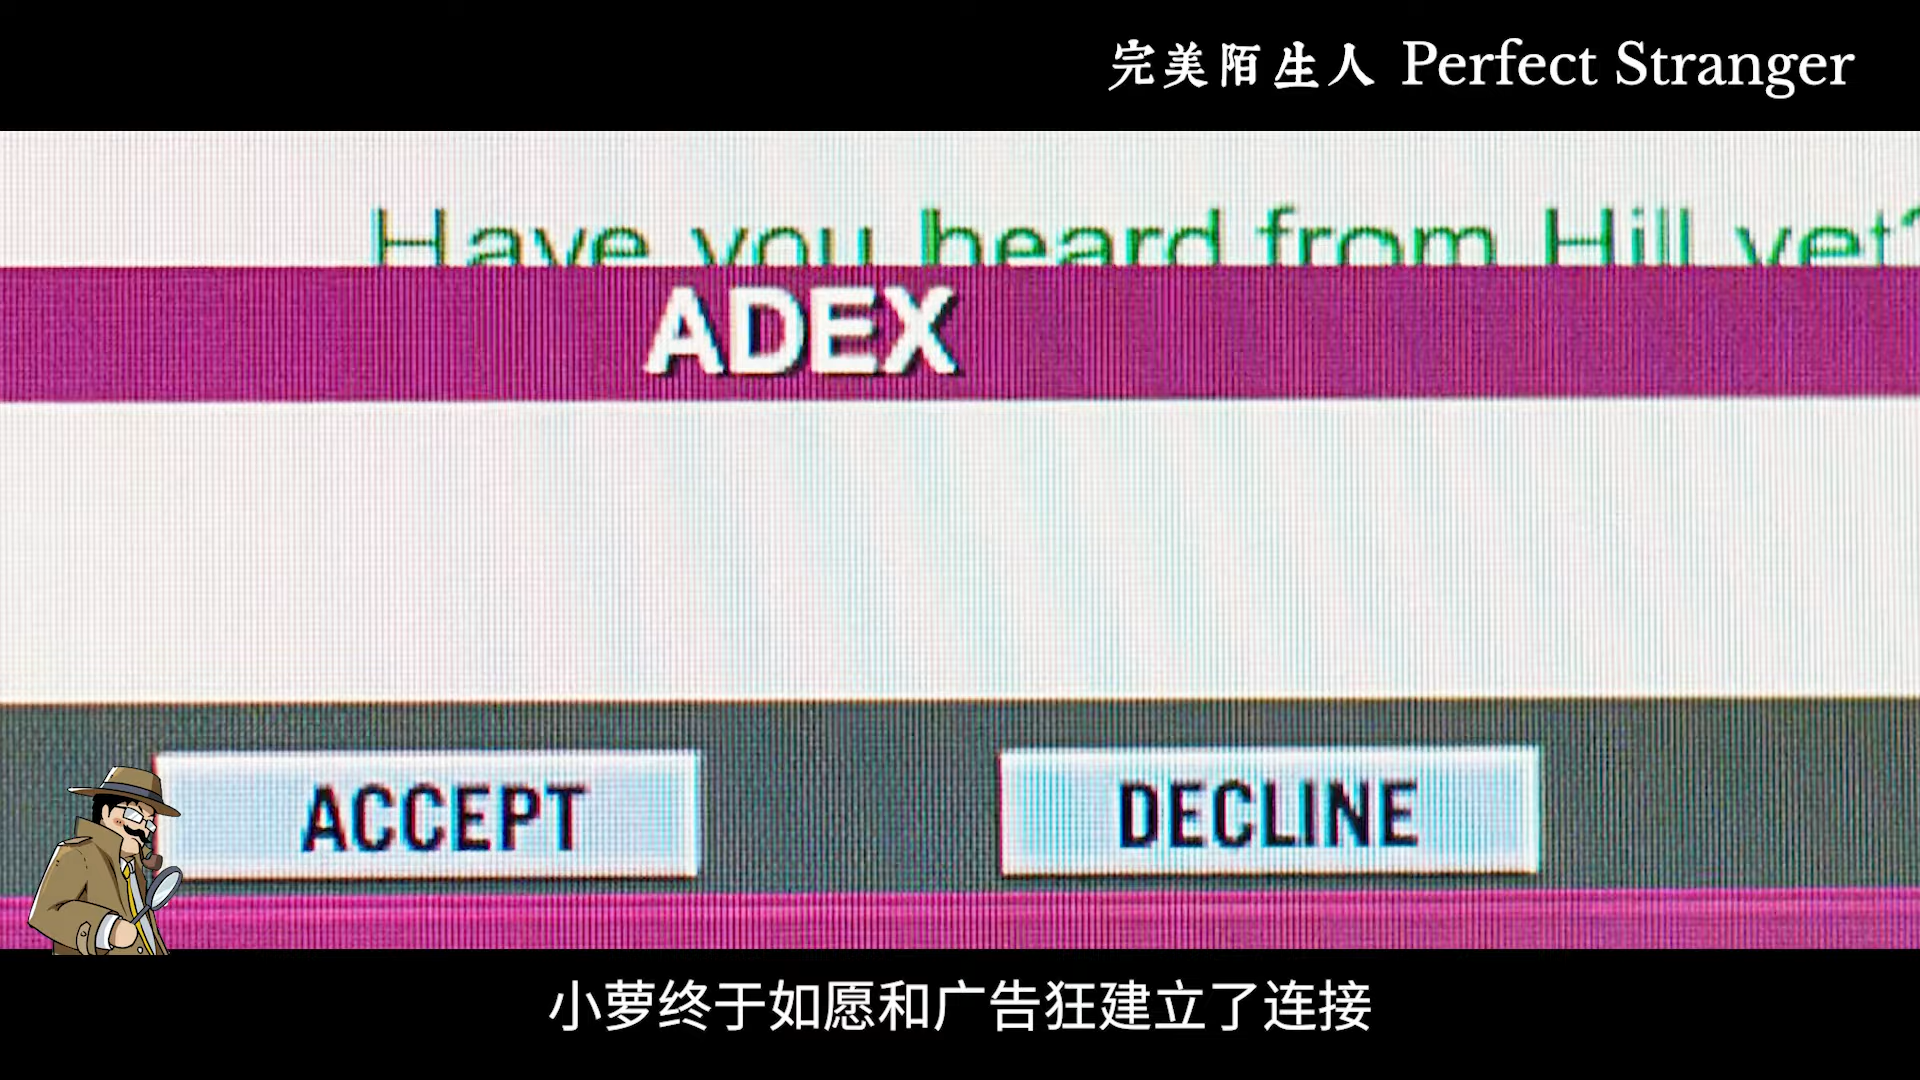 完美陌生人 Perfect Stranger
Have you heard from Hill yet?
ADEX
ACCEPT
DECLINE
小萝终于如愿和广告狂建立了连接